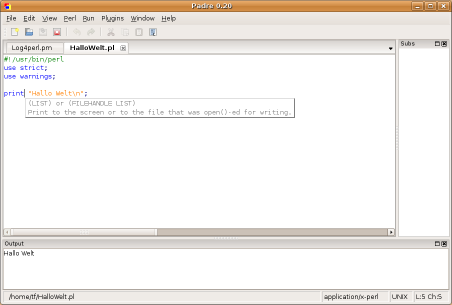 Padre 0.20
File Edit View Perl Run Plugins Window Help
Log4perl.pm HalloWelt.pl
Subs
#!/usr/bin/perl
use strict;
use warnings;
print "Hallo Welt\n";
(LIST) or (FILEHANDLE LIST)
Print to the screen or to the file that was open()-ed for writing.
Output
Hallo Welt
/home/tf/HalloWelt.pl application/x-perl UNIX L:5 Ch:5